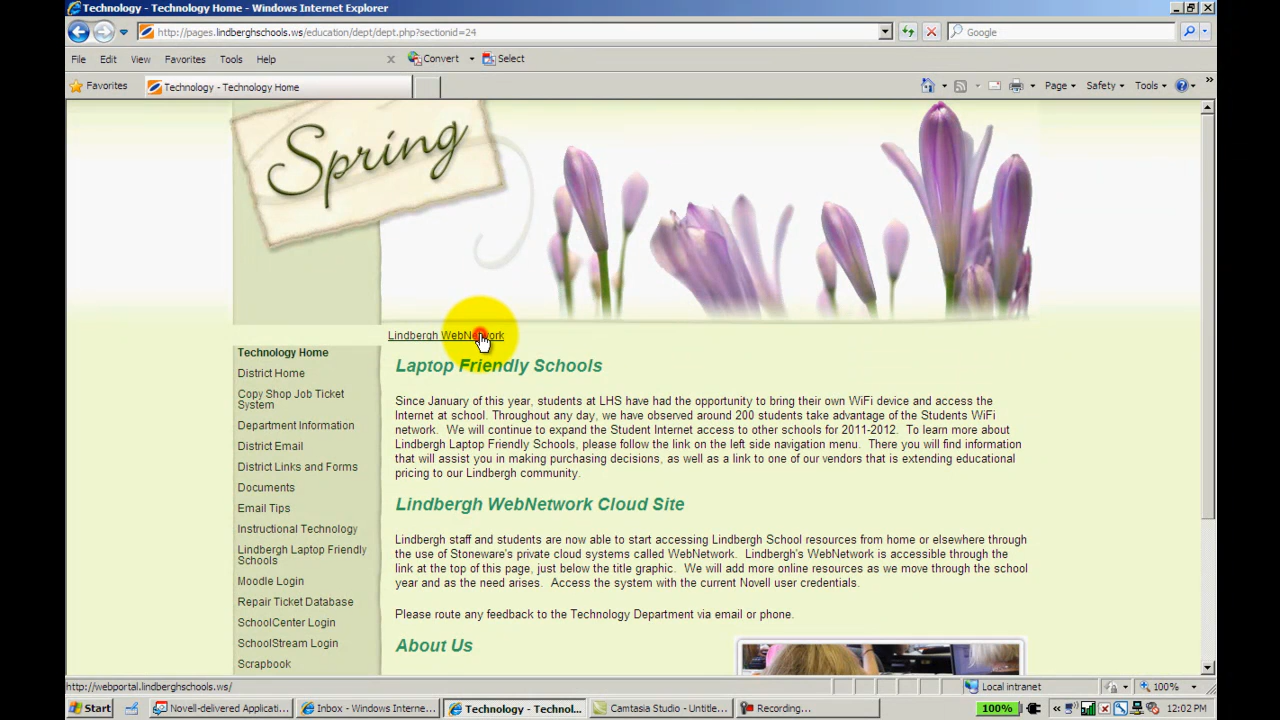 Technology - Technology Home - Windows Internet Explorer
http://pages.lindberghschools.ws/education/dept/dept.php?sectionid=24
Google
File Edit View Favorites Tools Help
x Convert Select
Favorites
Technology - Technology Home
Page Safety Tools
Spring
Lindbergh WebNetwork
Technology Home
District Home
Copy Shop Job Ticket
System
Department Information
District Email
District Links and Forms
Documents
Email Tips
Instructional Technology
Lindbergh Laptop Friendly
Schools
Moodle Login
Repair Ticket Database
SchoolCenter Login
SchoolStream Login
Scrapbook
Laptop Friendly Schools
Since January of this year, students at LHS have had the opportunity to bring their own WiFi device and access the
Internet at school. Throughout any day, we have observed around 200 students take advantage of the Students WiFi
network. We will continue to expand the Student Internet access to other schools for 2011-2012. To learn more about
Lindbergh Laptop Friendly Schools, please follow the link on the left side navigation menu. There you will find information
that will assist you in making purchasing decisions, as well as a link to one of our vendors that is extending educational
pricing to our Lindbergh community.
Lindbergh WebNetwork Cloud Site
Lindbergh staff and students are now able to start accessing Lindbergh School resources from home or elsewhere through
the use of Stoneware's private cloud systems called WebNetwork. Lindbergh's WebNetwork is accessible through the
link at the top of this page, just below the title graphic. We will add more online resources as we move through the school
year and as the need arises. Access the system with the current Novell user credentials.
Please route any feedback to the Technology Department via email or phone.
About Us
http://webportal.lindberghschools.ws/
Local intranet
100%
Start
Novell-delivered Applicati...
Inbox - Windows Interne...
Technology - Technol...
Camtasia Studio - Untitle...
Recording...
100%
12:02 PM